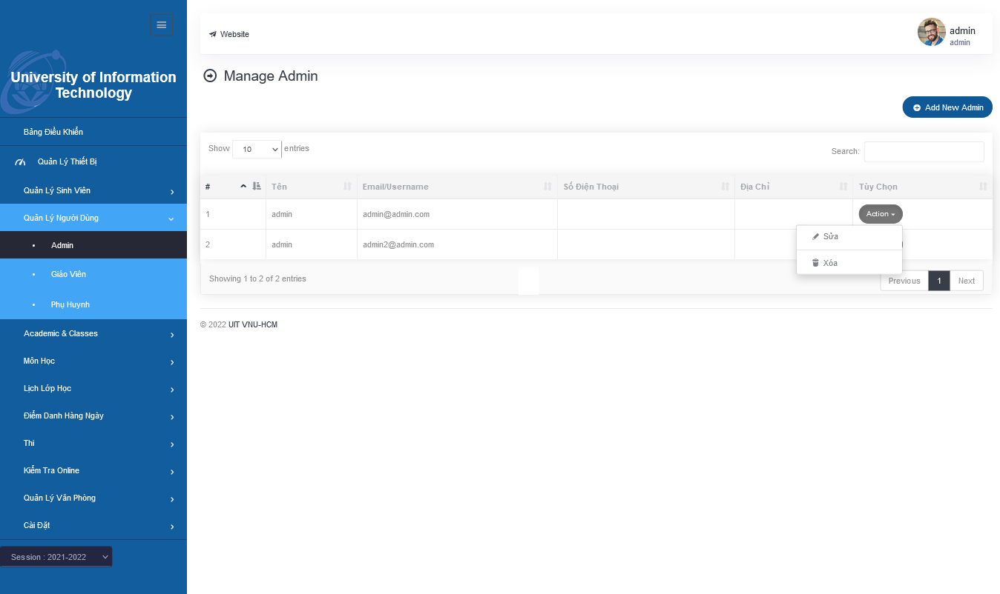 University of Information
Technology
Bảng Điều Khiển
Quản Lý Thiết Bị
Quản Lý Sinh Viên
Quản Lý Người Dùng
Admin
Giáo Viên
Phụ Huynh
Academic & Classes
Môn Học
Lịch Lớp Học
Điểm Danh Hàng Ngày
Thi
Kiểm Tra Online
Quản Lý Văn Phòng
Cài Đặt
Session : 2021-2022
Website
admin
admin
Manage Admin
Add New Admin
Show 10 entries
Search:
# Tên Email/Username Số Điện Thoại Địa Chỉ Tùy Chọn
1 admin admin@admin.com Action
2 admin admin2@admin.com
Sửa
Xóa
Showing 1 to 2 of 2 entries
Previous 1 Next
© 2022 UIT VNU-HCM